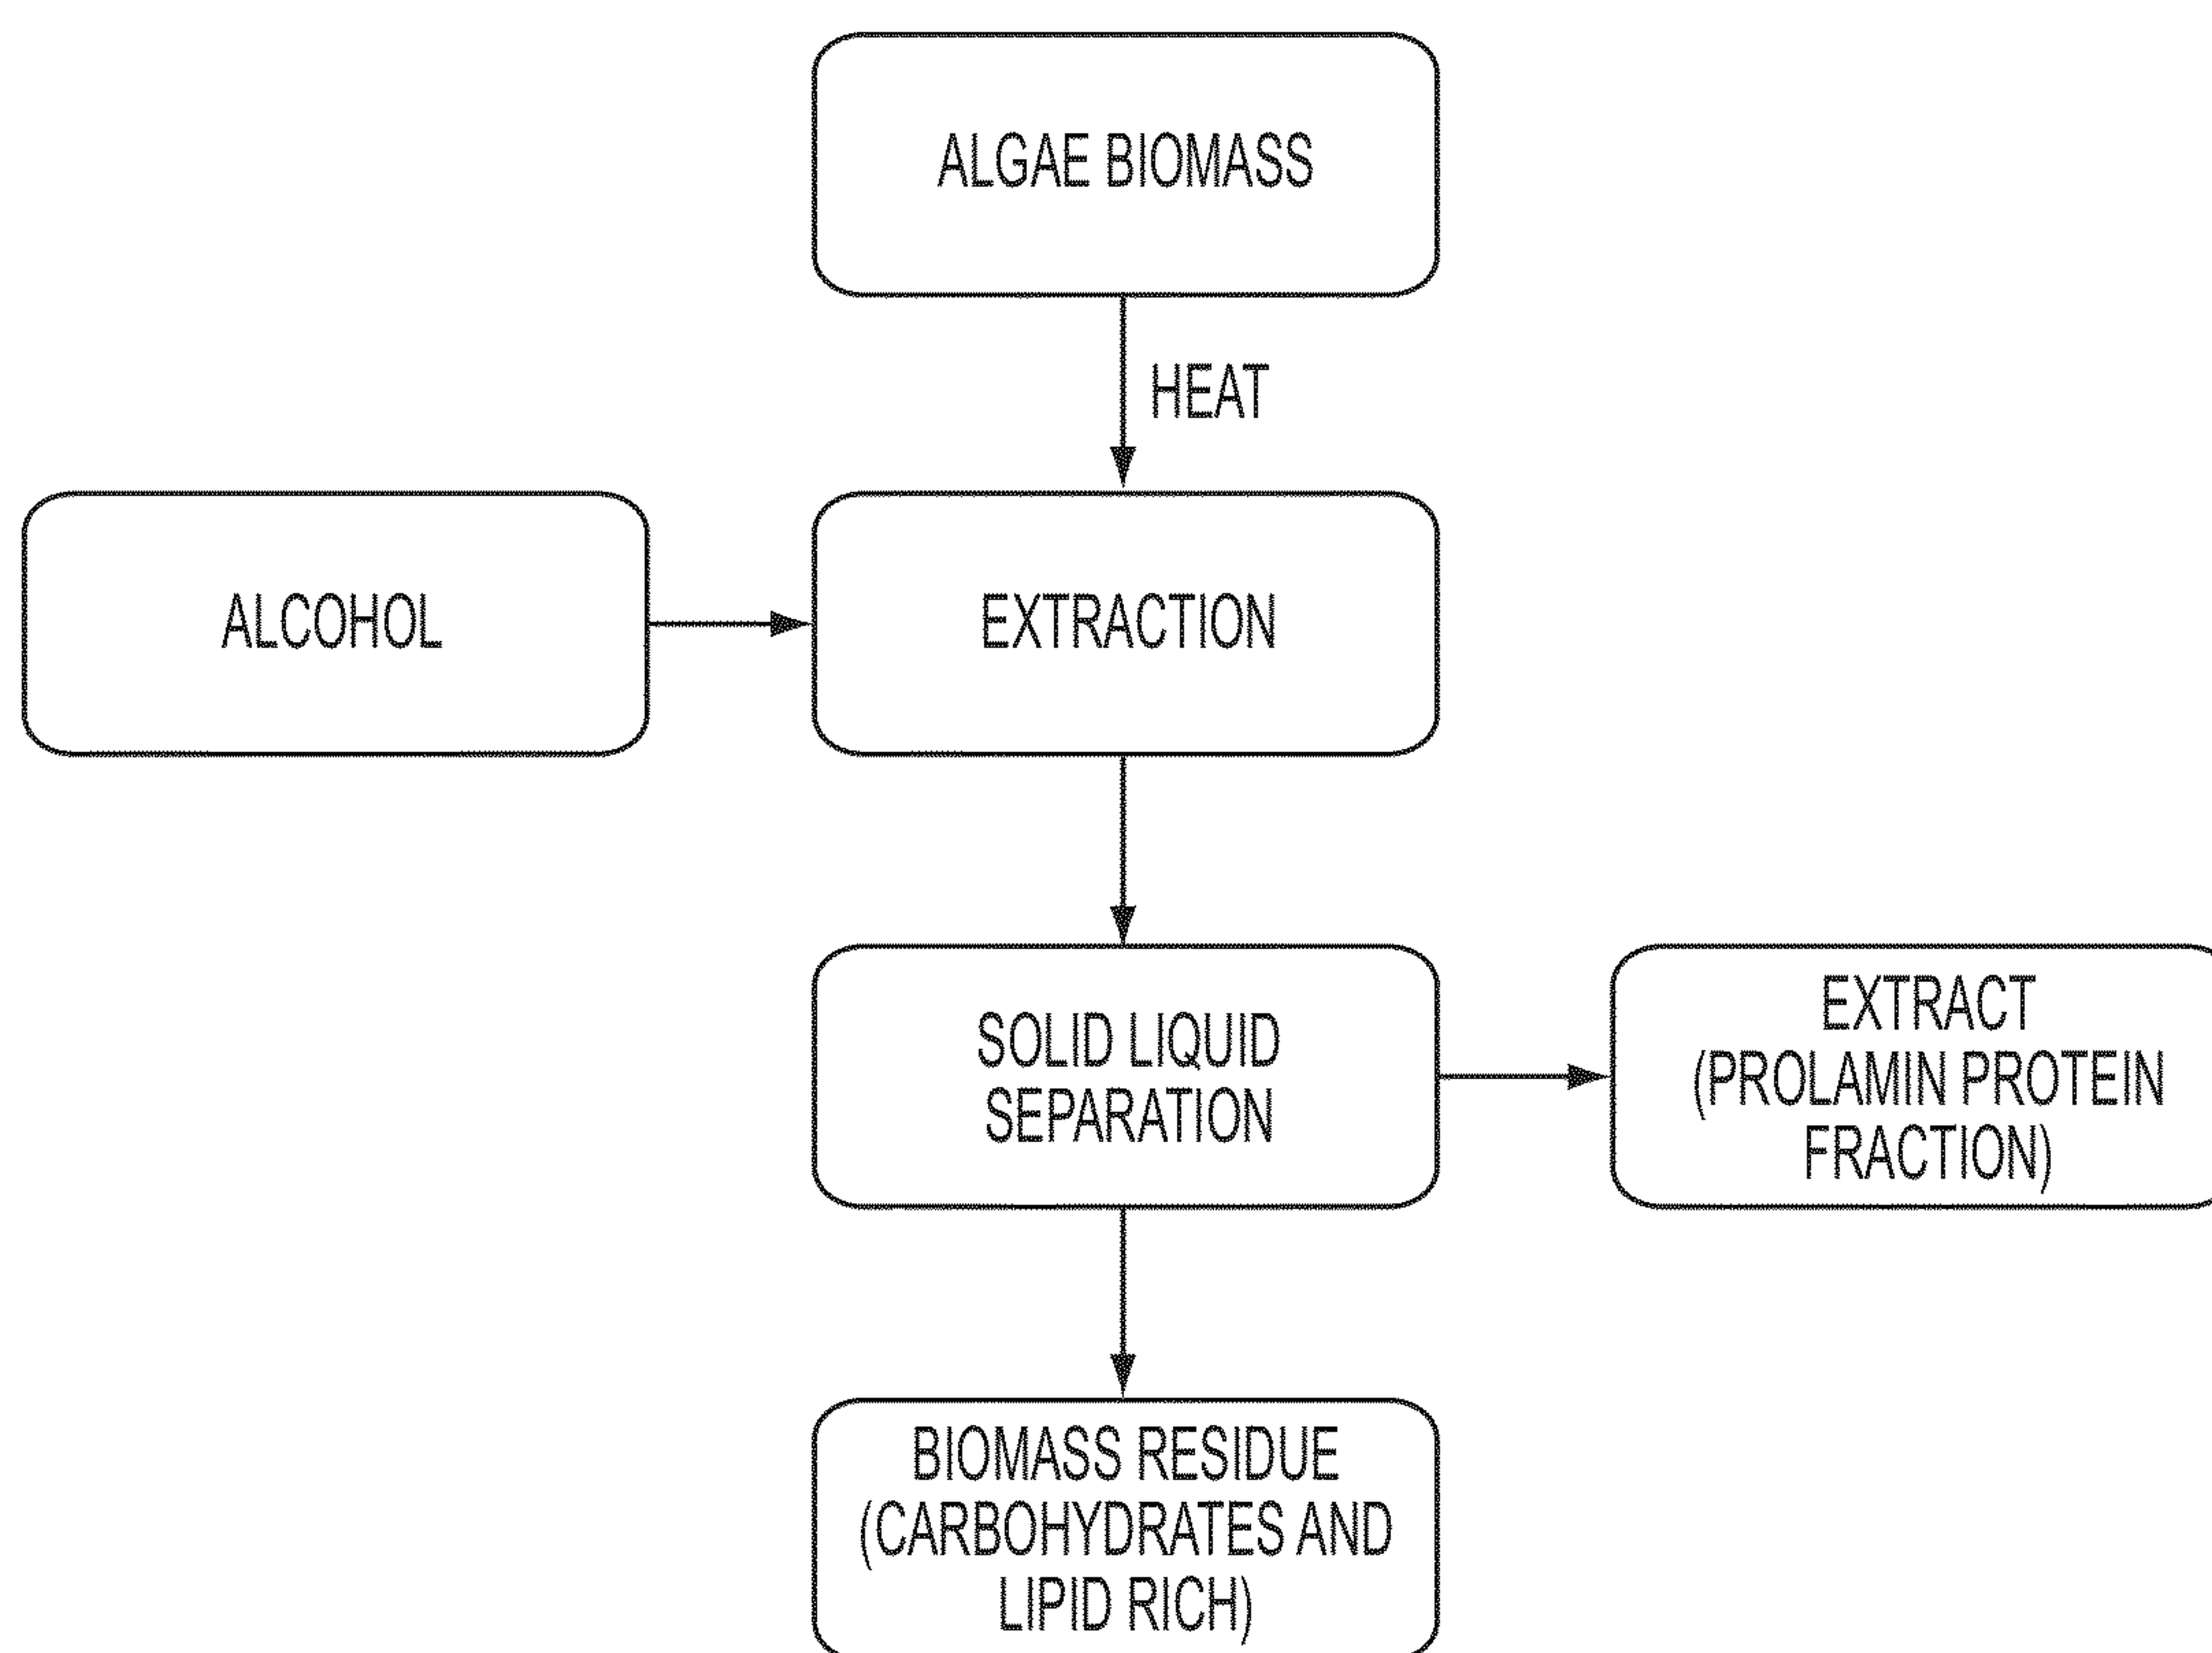 ALGAE BIOMASS
HEAT
ALCOHOL
EXTRACTION
SOLID LIQUID
SEPARATION
EXTRACT
(PROLAMIN PROTEIN
FRACTION)
BIOMASS RESIDUE
(CARBOHYDRATES AND
LIPID RICH)